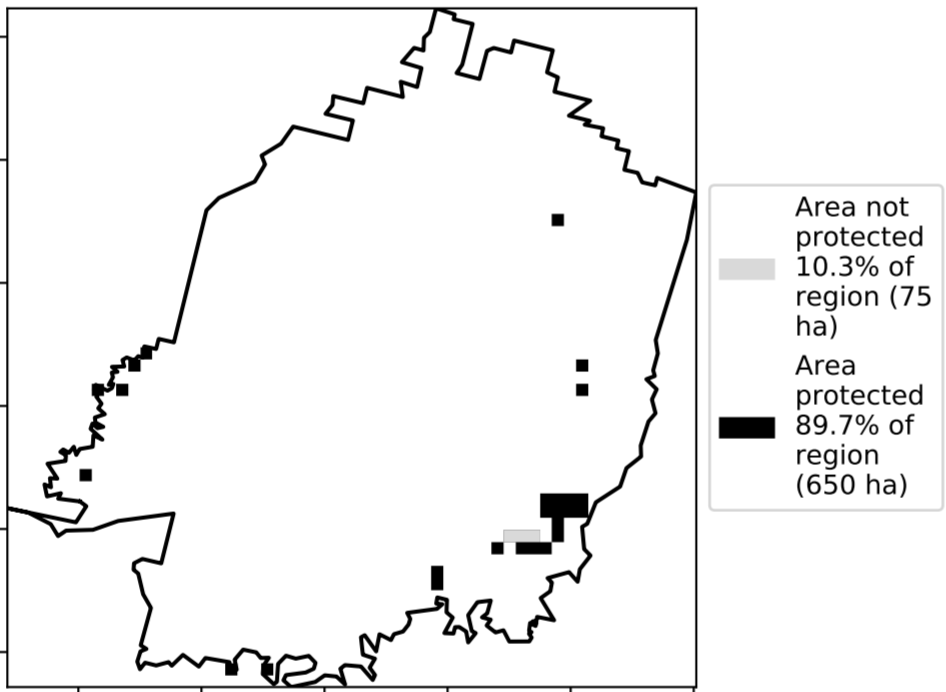 Area not
protected
10.3% of
region (75
ha)
Area
protected
89.7% of
region
(650 ha)